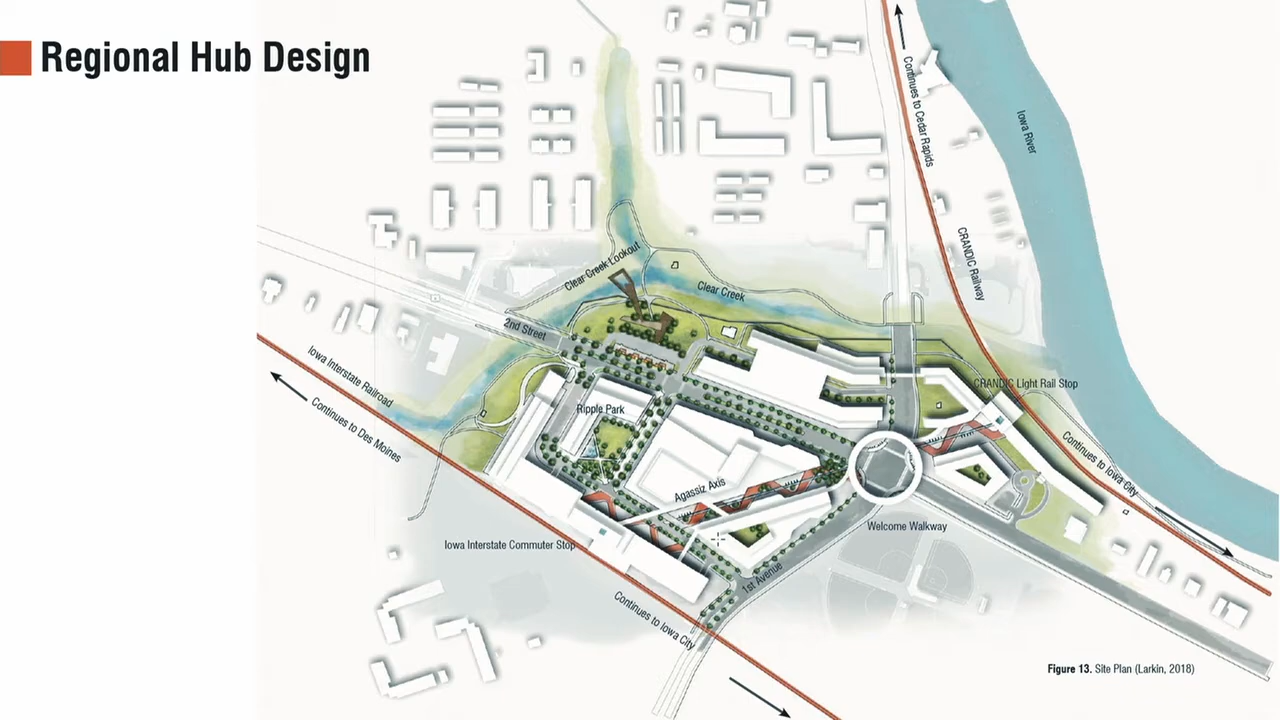 Regional Hub Design
Continues to Cedar Rapids
Iowa River
CRANDIC Railway
Clear Creek Lookout
Clear Creek
2nd Street
Iowa Interstate Railroad
Continues to Des Moines
CRANDIC Light Rail Stop
Ripple Park
Continues to Iowa City
Agassiz Axis
Welcome Walkway
Iowa Interstate Commuter Stop
1st Avenue
Continues to Iowa City
Figure 13. Site Plan (Larkin, 2018)